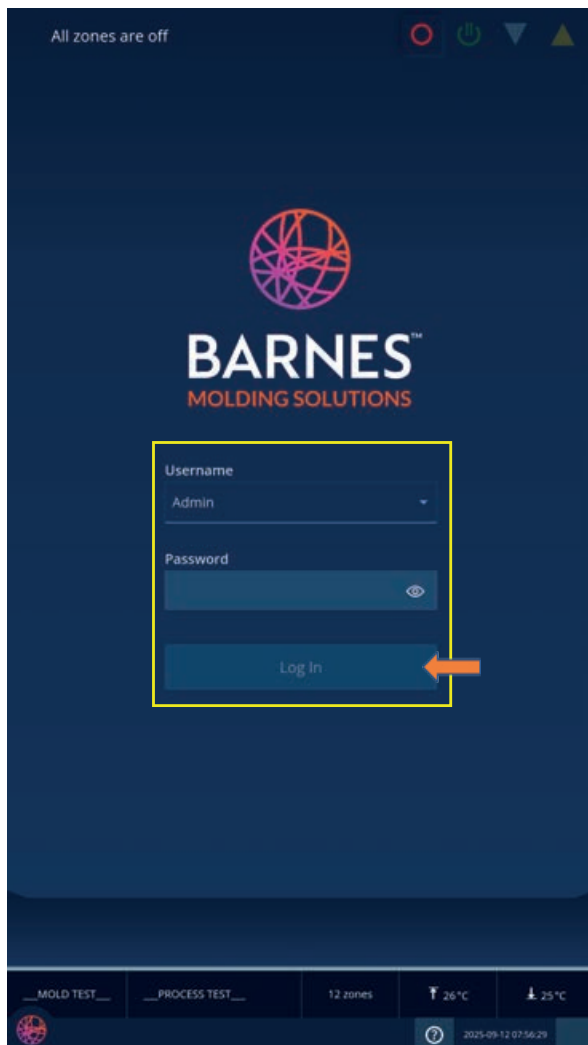 All zones are off
BARNES™
MOLDING SOLUTIONS
Username
Admin
Password
Log In
__MOLD TEST__ __PROCESS TEST__ 12 zones 26°C 25°C
2025-09-12 07:56:29